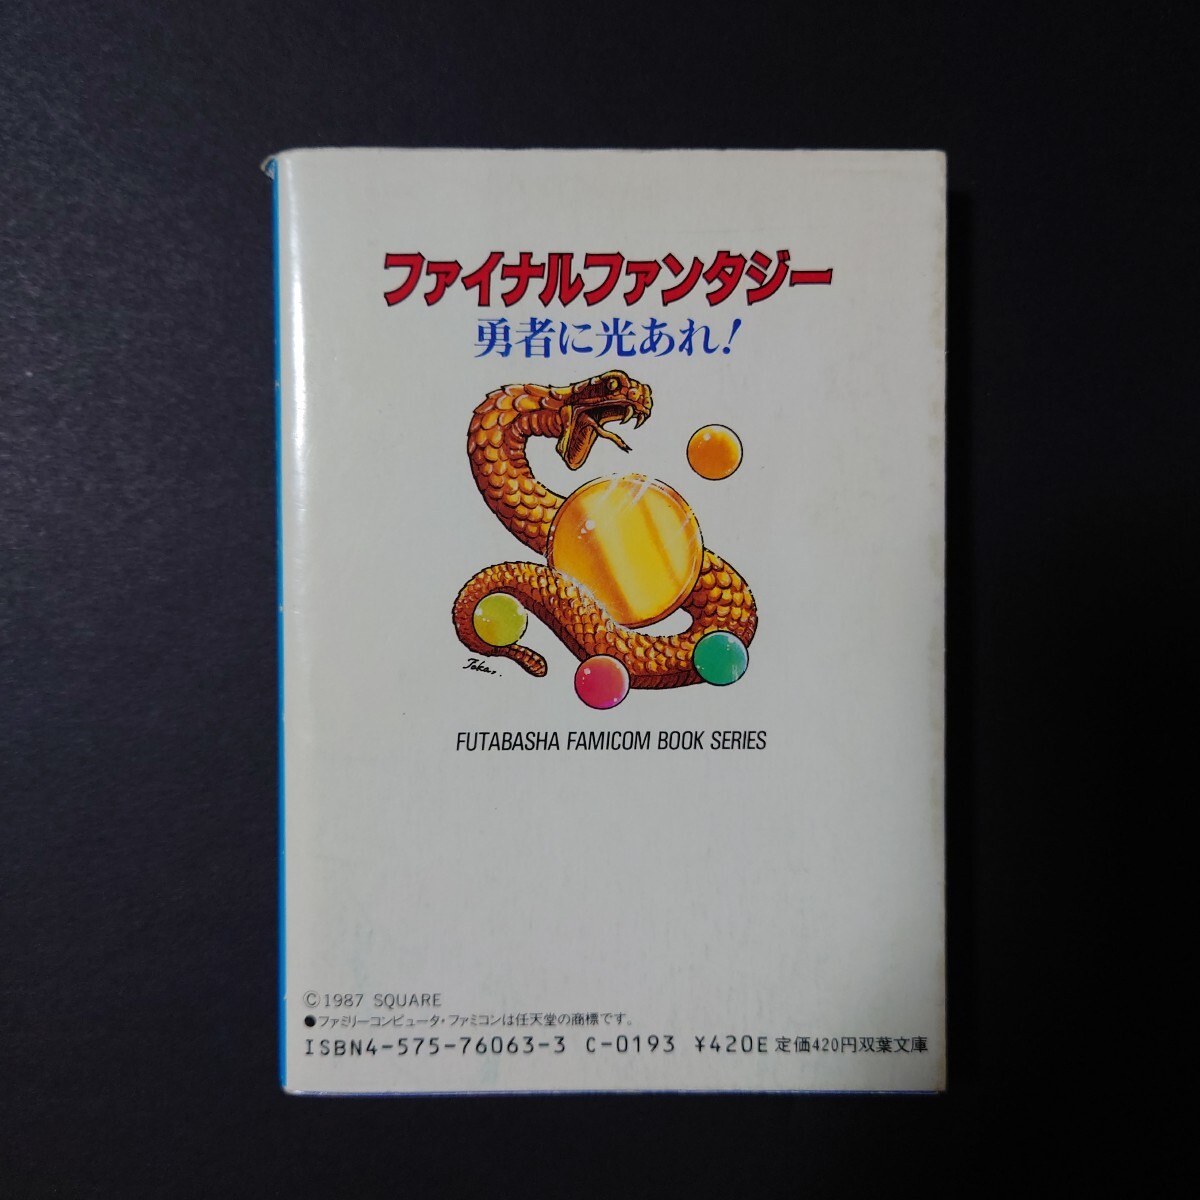 ファイナルファンタジー
勇者に光あれ!
FUTABASHA FAMICOM BOOK SERIES
©1987 SQUARE
●ファミリーコンピュータ・ファミコンは任天堂の商標です。
ISBN4-575-76063-3 C-0193 ¥420E 定価420円双葉文庫